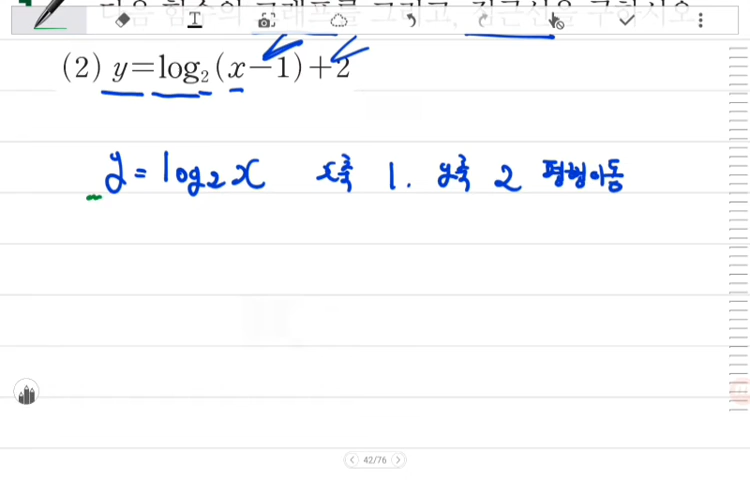 다음 함수의 그래프를 그리고, 점근선을 구하시오.
(2) y=log₂(x−1)+2
y = log₂x x축 1. y축 2 평행이동
42/76